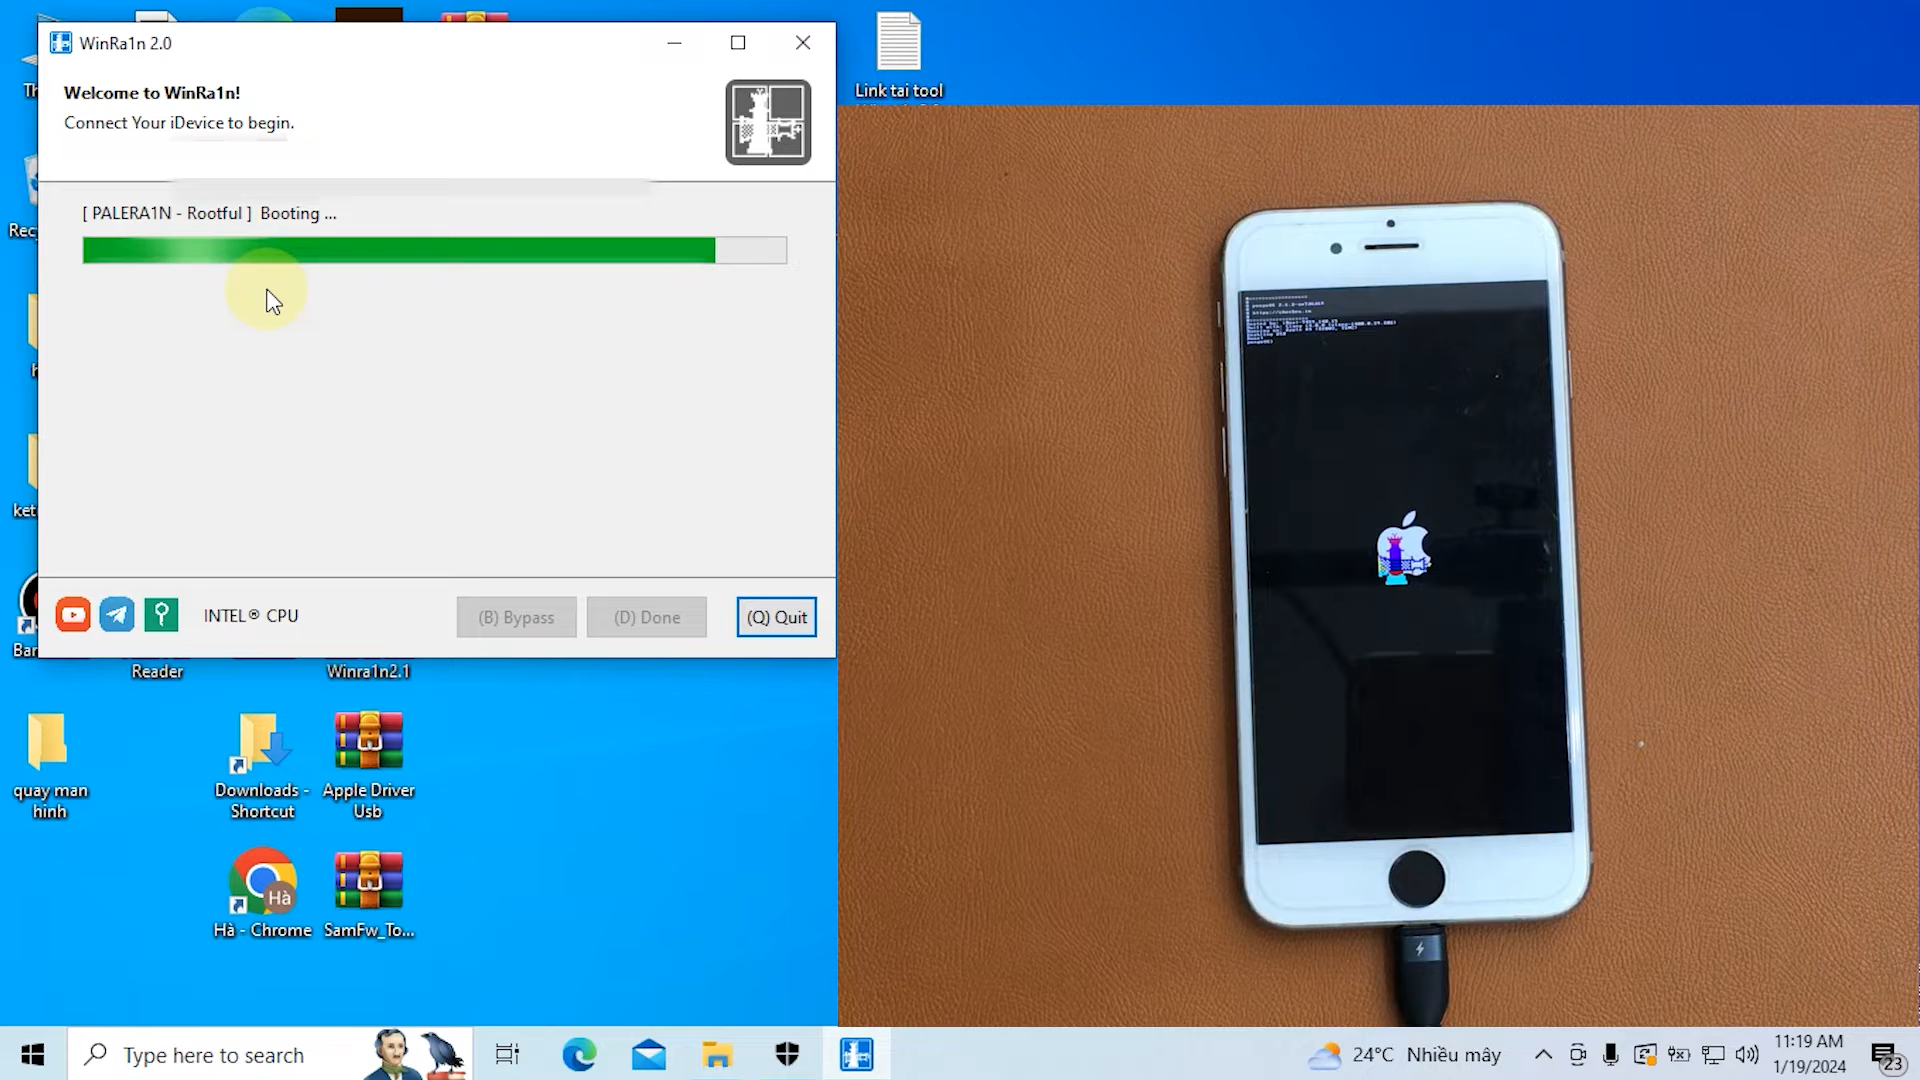 WinRa1n 2.0
Welcome to WinRa1n!
Connect Your iDevice to begin.
[ PALERA1N - Rootful ] Booting ...
INTEL® CPU
(B) Bypass
(D) Done
(Q) Quit
Link tai tool
Reader
Winra1n2.1
quay man
hinh
Downloads -
Shortcut
Apple Driver
Usb
Hà
Hà - Chrome
SamFw_To...
Type here to search
24°C Nhiều mây
11:19 AM
1/19/2024
23